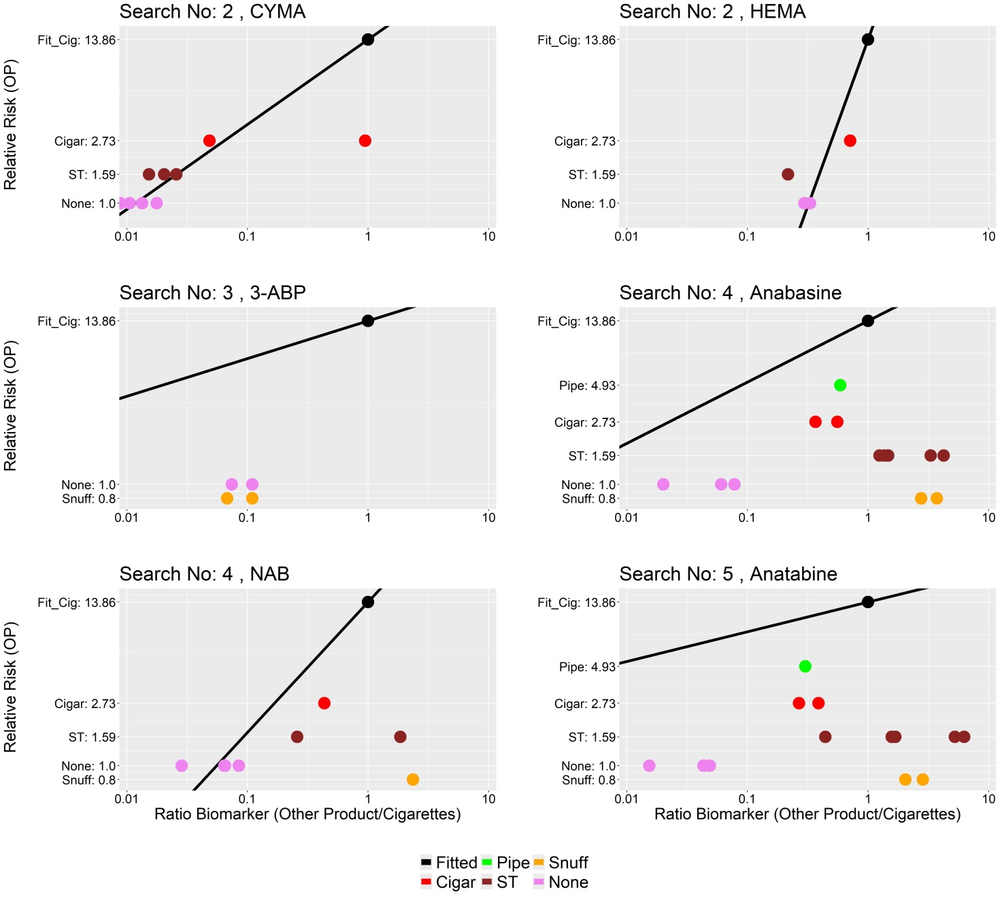 Search No: 2 , CYMA
Relative Risk (OP)
Fit_Cig: 13.86
Cigar: 2.73
ST: 1.59
None: 1.0
0.01 0.1 1 10
Search No: 2 , HEMA
Fit_Cig: 13.86
Cigar: 2.73
ST: 1.59
None: 1.0
0.01 0.1 1 10
Search No: 3 , 3-ABP
Relative Risk (OP)
Fit_Cig: 13.86
None: 1.0
Snuff: 0.8
0.01 0.1 1 10
Search No: 4 , Anabasine
Fit_Cig: 13.86
Pipe: 4.93
Cigar: 2.73
ST: 1.59
None: 1.0
Snuff: 0.8
0.01 0.1 1 10
Search No: 4 , NAB
Relative Risk (OP)
Fit_Cig: 13.86
Cigar: 2.73
ST: 1.59
None: 1.0
Snuff: 0.8
0.01 0.1 1 10
Ratio Biomarker (Other Product/Cigarettes)
Search No: 5 , Anatabine
Fit_Cig: 13.86
Pipe: 4.93
Cigar: 2.73
ST: 1.59
None: 1.0
Snuff: 0.8
0.01 0.1 1 10
Ratio Biomarker (Other Product/Cigarettes)
Fitted Pipe Snuff
Cigar ST None